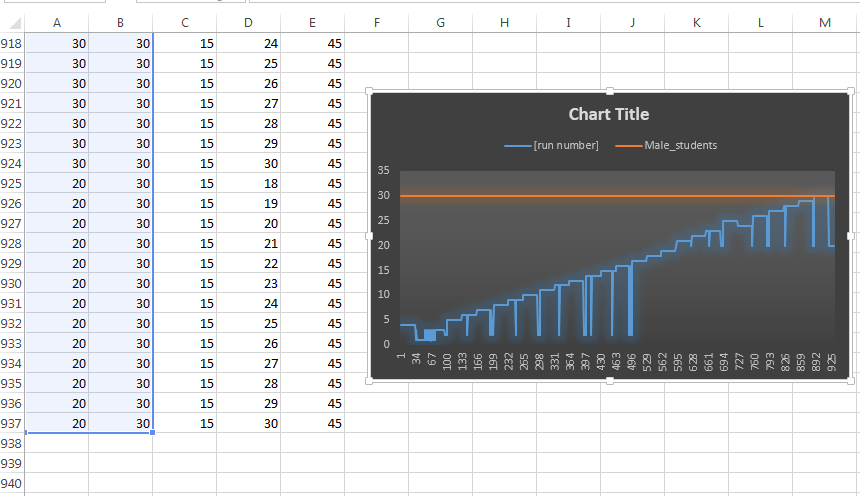 A B C D E F G H I J K L M
918 30 30 15 24 45
919 30 30 15 25 45
920 30 30 15 26 45
921 30 30 15 27 45
922 30 30 15 28 45
923 30 30 15 29 45
924 30 30 15 30 45
925 20 30 15 18 45
926 20 30 15 19 45
927 20 30 15 20 45
928 20 30 15 21 45
929 20 30 15 22 45
930 20 30 15 23 45
931 20 30 15 24 45
932 20 30 15 25 45
933 20 30 15 26 45
934 20 30 15 27 45
935 20 30 15 28 45
936 20 30 15 29 45
937 20 30 15 30 45
938
939
940
Chart Title
[run number] Male_students
35
30
25
20
15
10
5
0
1 34 67 100 133 166 199 232 265 298 331 364 397 430 463 496 529 562 595 628 661 694 727 760 793 826 859 892 925